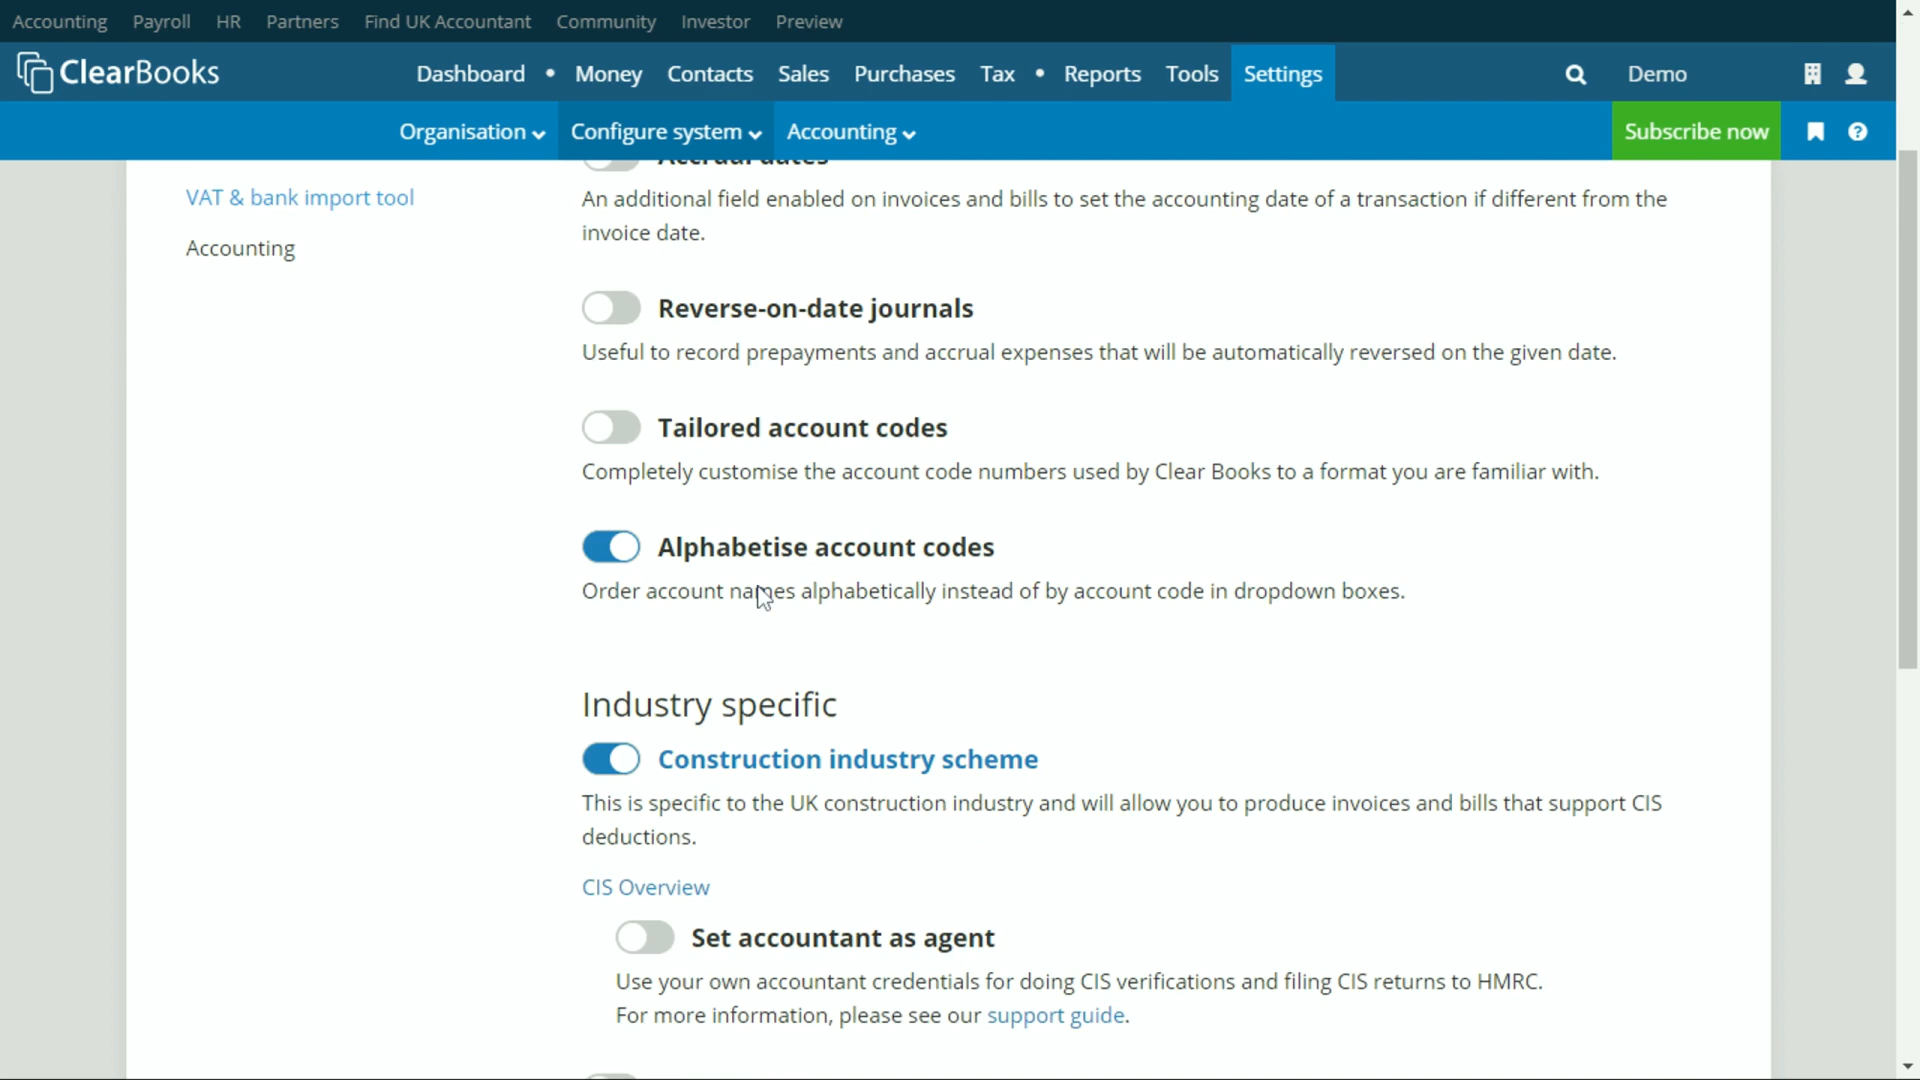 Accounting Payroll HR Partners Find UK Accountant Community Investor Preview
ClearBooks Dashboard • Money Contacts Sales Purchases Tax • Reports Tools Settings Demo
Organisation Configure system Accounting Subscribe now
Accrual dates
VAT & bank import tool
An additional field enabled on invoices and bills to set the accounting date of a transaction if different from the
invoice date.
Accounting
Reverse-on-date journals
Useful to record prepayments and accrual expenses that will be automatically reversed on the given date.
Tailored account codes
Completely customise the account code numbers used by Clear Books to a format you are familiar with.
Alphabetise account codes
Order account names alphabetically instead of by account code in dropdown boxes.
Industry specific
Construction industry scheme
This is specific to the UK construction industry and will allow you to produce invoices and bills that support CIS
deductions.
CIS Overview
Set accountant as agent
Use your own accountant credentials for doing CIS verifications and filing CIS returns to HMRC.
For more information, please see our support guide.